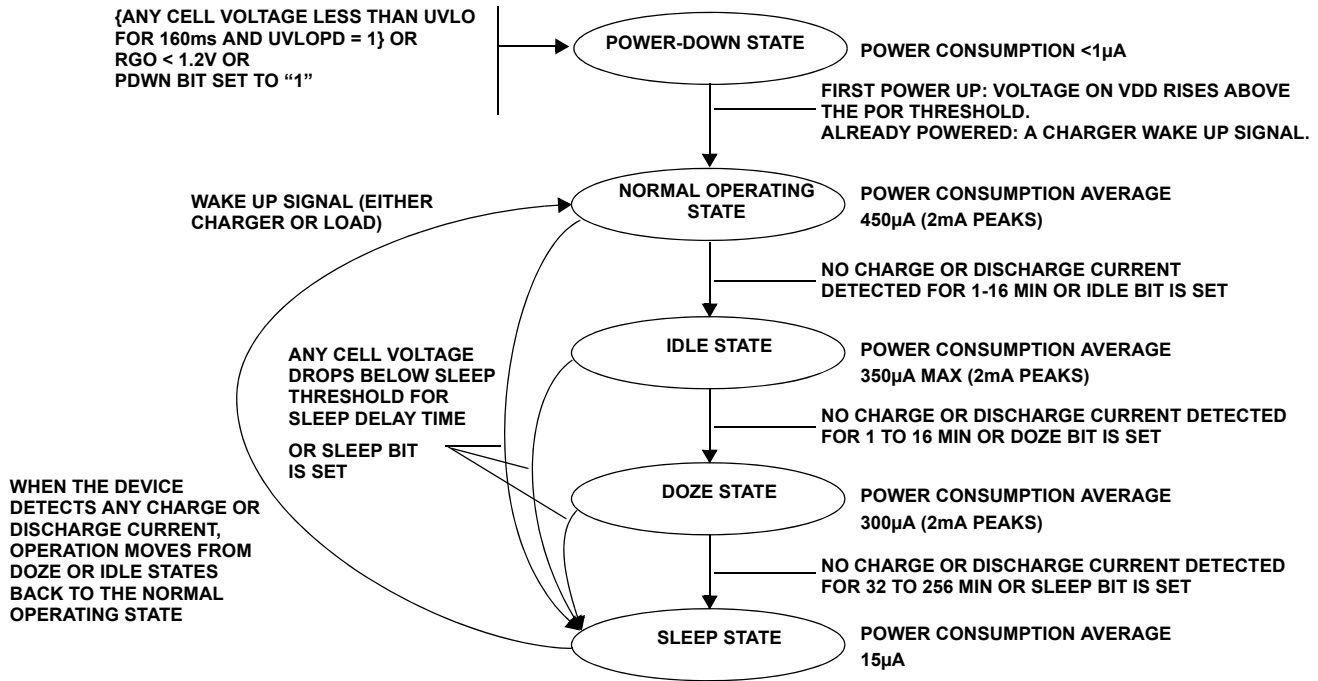 {ANY CELL VOLTAGE LESS THAN UVLO
FOR 160ms AND UVLOPD = 1} OR
RGO < 1.2V OR
PDWN BIT SET TO “1”
POWER-DOWN STATE
POWER CONSUMPTION <1µA
FIRST POWER UP: VOLTAGE ON VDD RISES ABOVE
THE POR THRESHOLD.
ALREADY POWERED: A CHARGER WAKE UP SIGNAL.
WAKE UP SIGNAL (EITHER
CHARGER OR LOAD)
NORMAL OPERATING
STATE
POWER CONSUMPTION AVERAGE
450µA (2mA PEAKS)
NO CHARGE OR DISCHARGE CURRENT
DETECTED FOR 1-16 MIN OR IDLE BIT IS SET
IDLE STATE
POWER CONSUMPTION AVERAGE
350µA MAX (2mA PEAKS)
ANY CELL VOLTAGE
DROPS BELOW SLEEP
THRESHOLD FOR
SLEEP DELAY TIME
OR SLEEP BIT
IS SET
NO CHARGE OR DISCHARGE CURRENT DETECTED
FOR 1 TO 16 MIN OR DOZE BIT IS SET
DOZE STATE
POWER CONSUMPTION AVERAGE
300µA (2mA PEAKS)
WHEN THE DEVICE
DETECTS ANY CHARGE OR
DISCHARGE CURRENT,
OPERATION MOVES FROM
DOZE OR IDLE STATES
BACK TO THE NORMAL
OPERATING STATE
NO CHARGE OR DISCHARGE CURRENT DETECTED
FOR 32 TO 256 MIN OR SLEEP BIT IS SET
SLEEP STATE
POWER CONSUMPTION AVERAGE
15µA